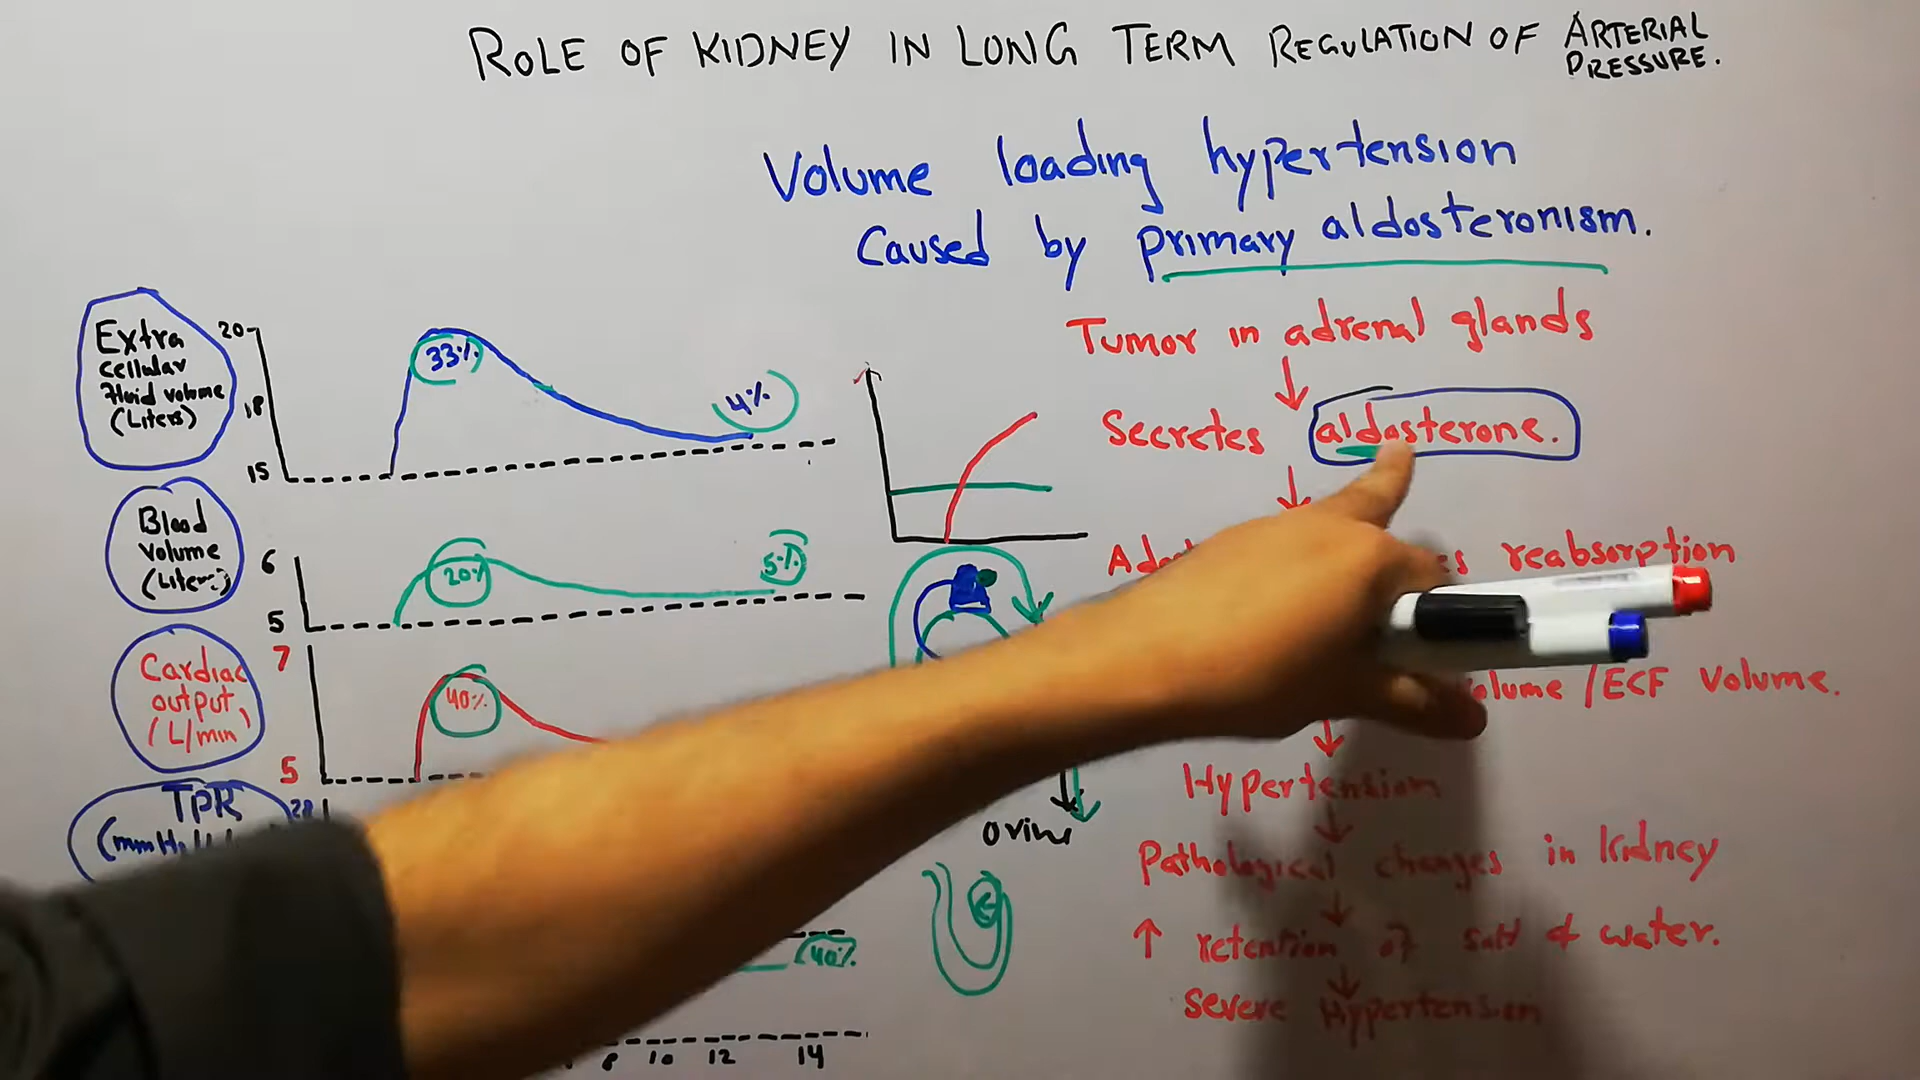 ROLE OF KIDNEY IN LONG TERM REGULATION OF ARTERIAL PRESSURE.
Volume loading hypertension
Caused by primary aldosteronism.
Tumor in adrenal glands
Secretes aldosterone.
reabsorption
/ECF Volume.
Hypertension
Pathological changes in kidney
↑ retention of salt & water.
severe Hypertension
Extra
cellular
fluid volume
(Liters)
20
18
15
33%
4%
Blood
volume
(Liters)
6
5
20%
5%
Cardiac
output
(L/min)
7
5
40%
TPR
28
40%
8 10 12 14